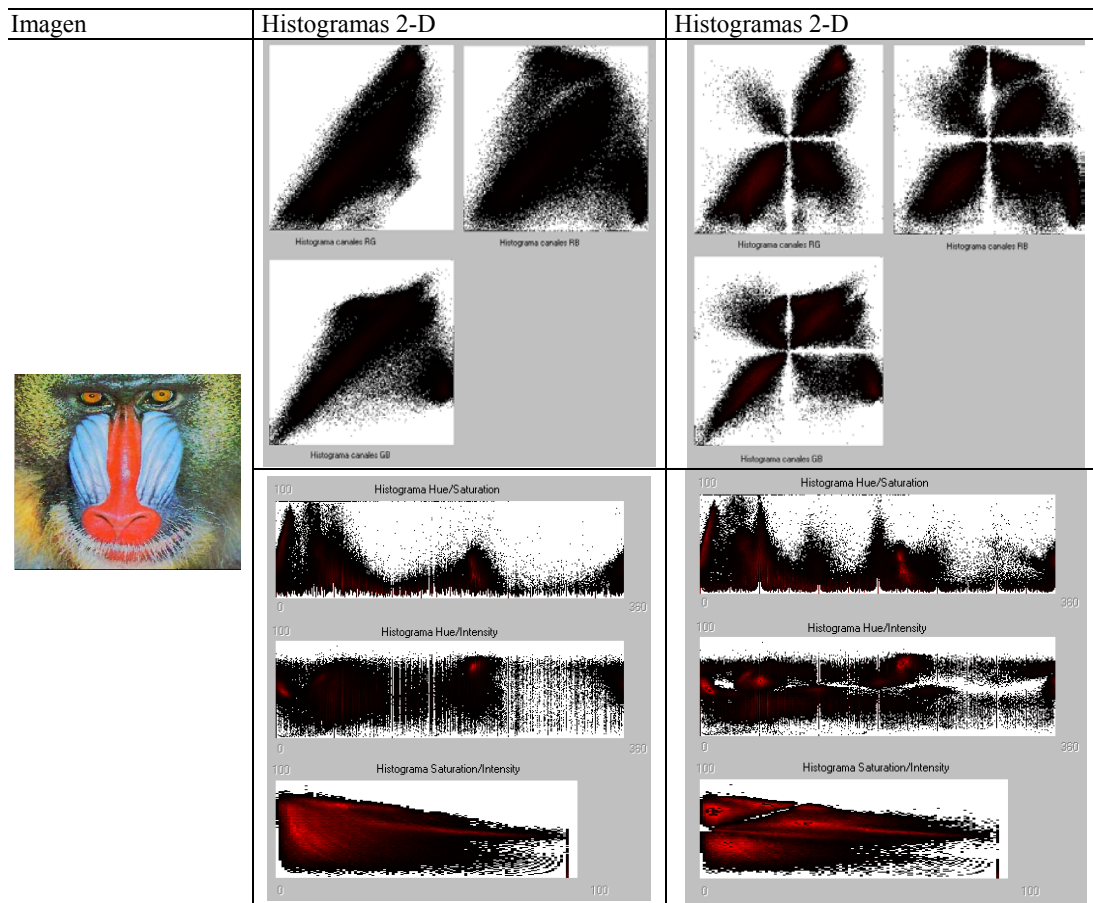 Imagen
Histogramas 2-D
Histogramas 2-D
Histograma canales RG
Histograma canales RB
Histograma canales GB
Histograma canales RG
Histograma canales RB
Histograma canales GB
100
Histograma Hue/Saturation
0
360
100
Histograma Hue/Intensity
0
360
100
Histograma Saturation/Intensity
0
100
100
Histograma Hue/Saturation
0
360
100
Histograma Hue/Intensity
0
360
100
Histograma Saturation/Intensity
0
100